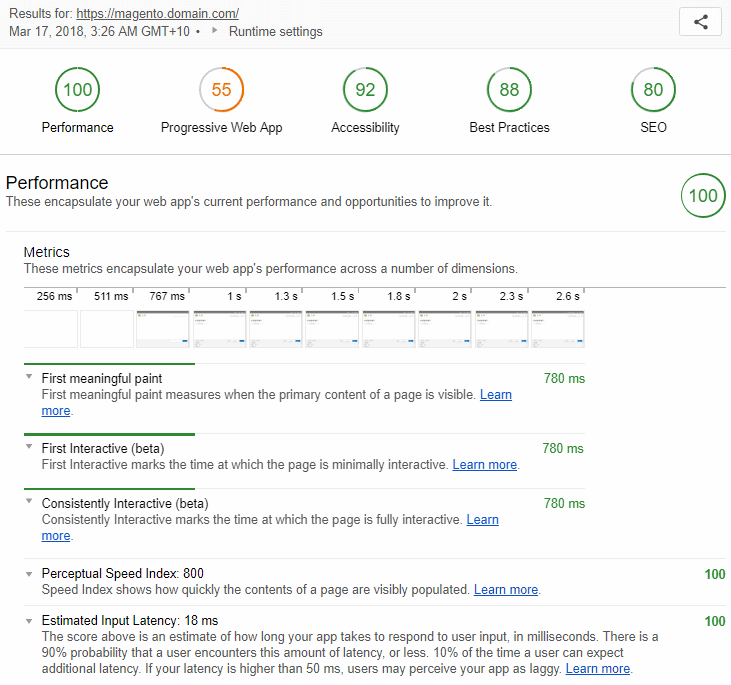 Results for: https://magento.domain.com/
Mar 17, 2018, 3:26 AM GMT+10 • Runtime settings
100 55 92 88 80
Performance Progressive Web App Accessibility Best Practices SEO
Performance
These encapsulate your web app's current performance and opportunities to improve it.
100
Metrics
These metrics encapsulate your web app's performance across a number of dimensions.
256 ms 511 ms 767 ms 1 s 1.3 s 1.5 s 1.8 s 2 s 2.3 s 2.6 s
First meaningful paint 780 ms
First meaningful paint measures when the primary content of a page is visible. Learn
more.
First Interactive (beta) 780 ms
First Interactive marks the time at which the page is minimally interactive. Learn more.
Consistently Interactive (beta) 780 ms
Consistently Interactive marks the time at which the page is fully interactive. Learn
more.
Perceptual Speed Index: 800 100
Speed Index shows how quickly the contents of a page are visibly populated. Learn more.
Estimated Input Latency: 18 ms 100
The score above is an estimate of how long your app takes to respond to user input, in milliseconds. There is a
90% probability that a user encounters this amount of latency, or less. 10% of the time a user can expect
additional latency. If your latency is higher than 50 ms, users may perceive your app as laggy. Learn more.